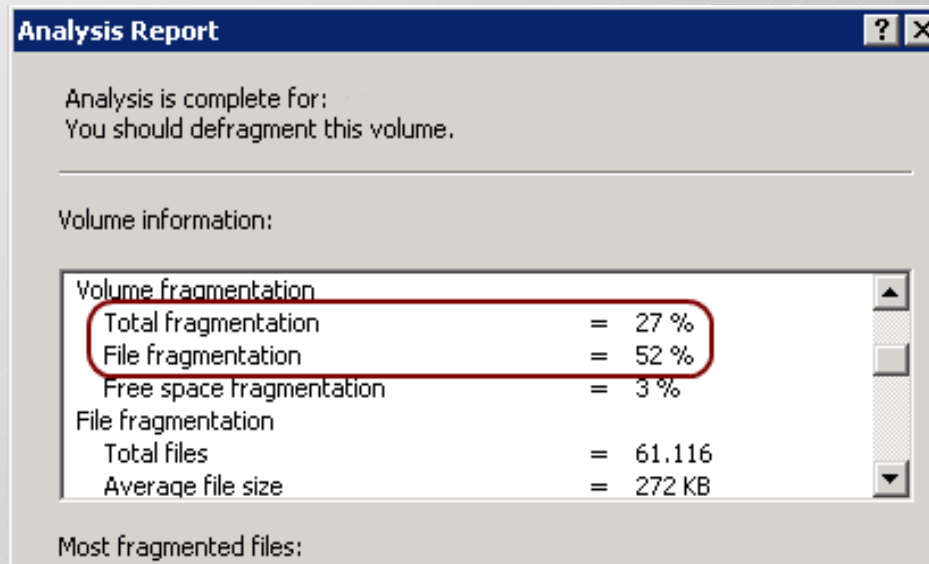 Analysis Report
Analysis is complete for:
You should defragment this volume.
Volume information:
Volume fragmentation
Total fragmentation = 27 %
File fragmentation = 52 %
Free space fragmentation = 3 %
File fragmentation
Total files = 61.116
Average file size = 272 KB
Most fragmented files: